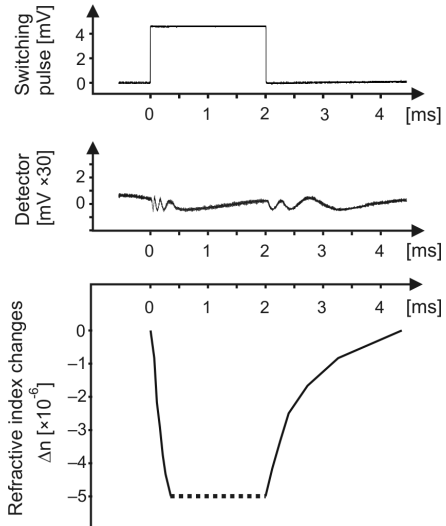 Switching
pulse [mV]
4
2
0
0 1 2 3 4 [ms]
Detector
[mV ×30]
2
0
0 1 2 3 4 [ms]
Refractive index changes
Δn [×10⁻⁶]
0 1 2 3 4 [ms]
0
–1
–2
–3
–4
–5